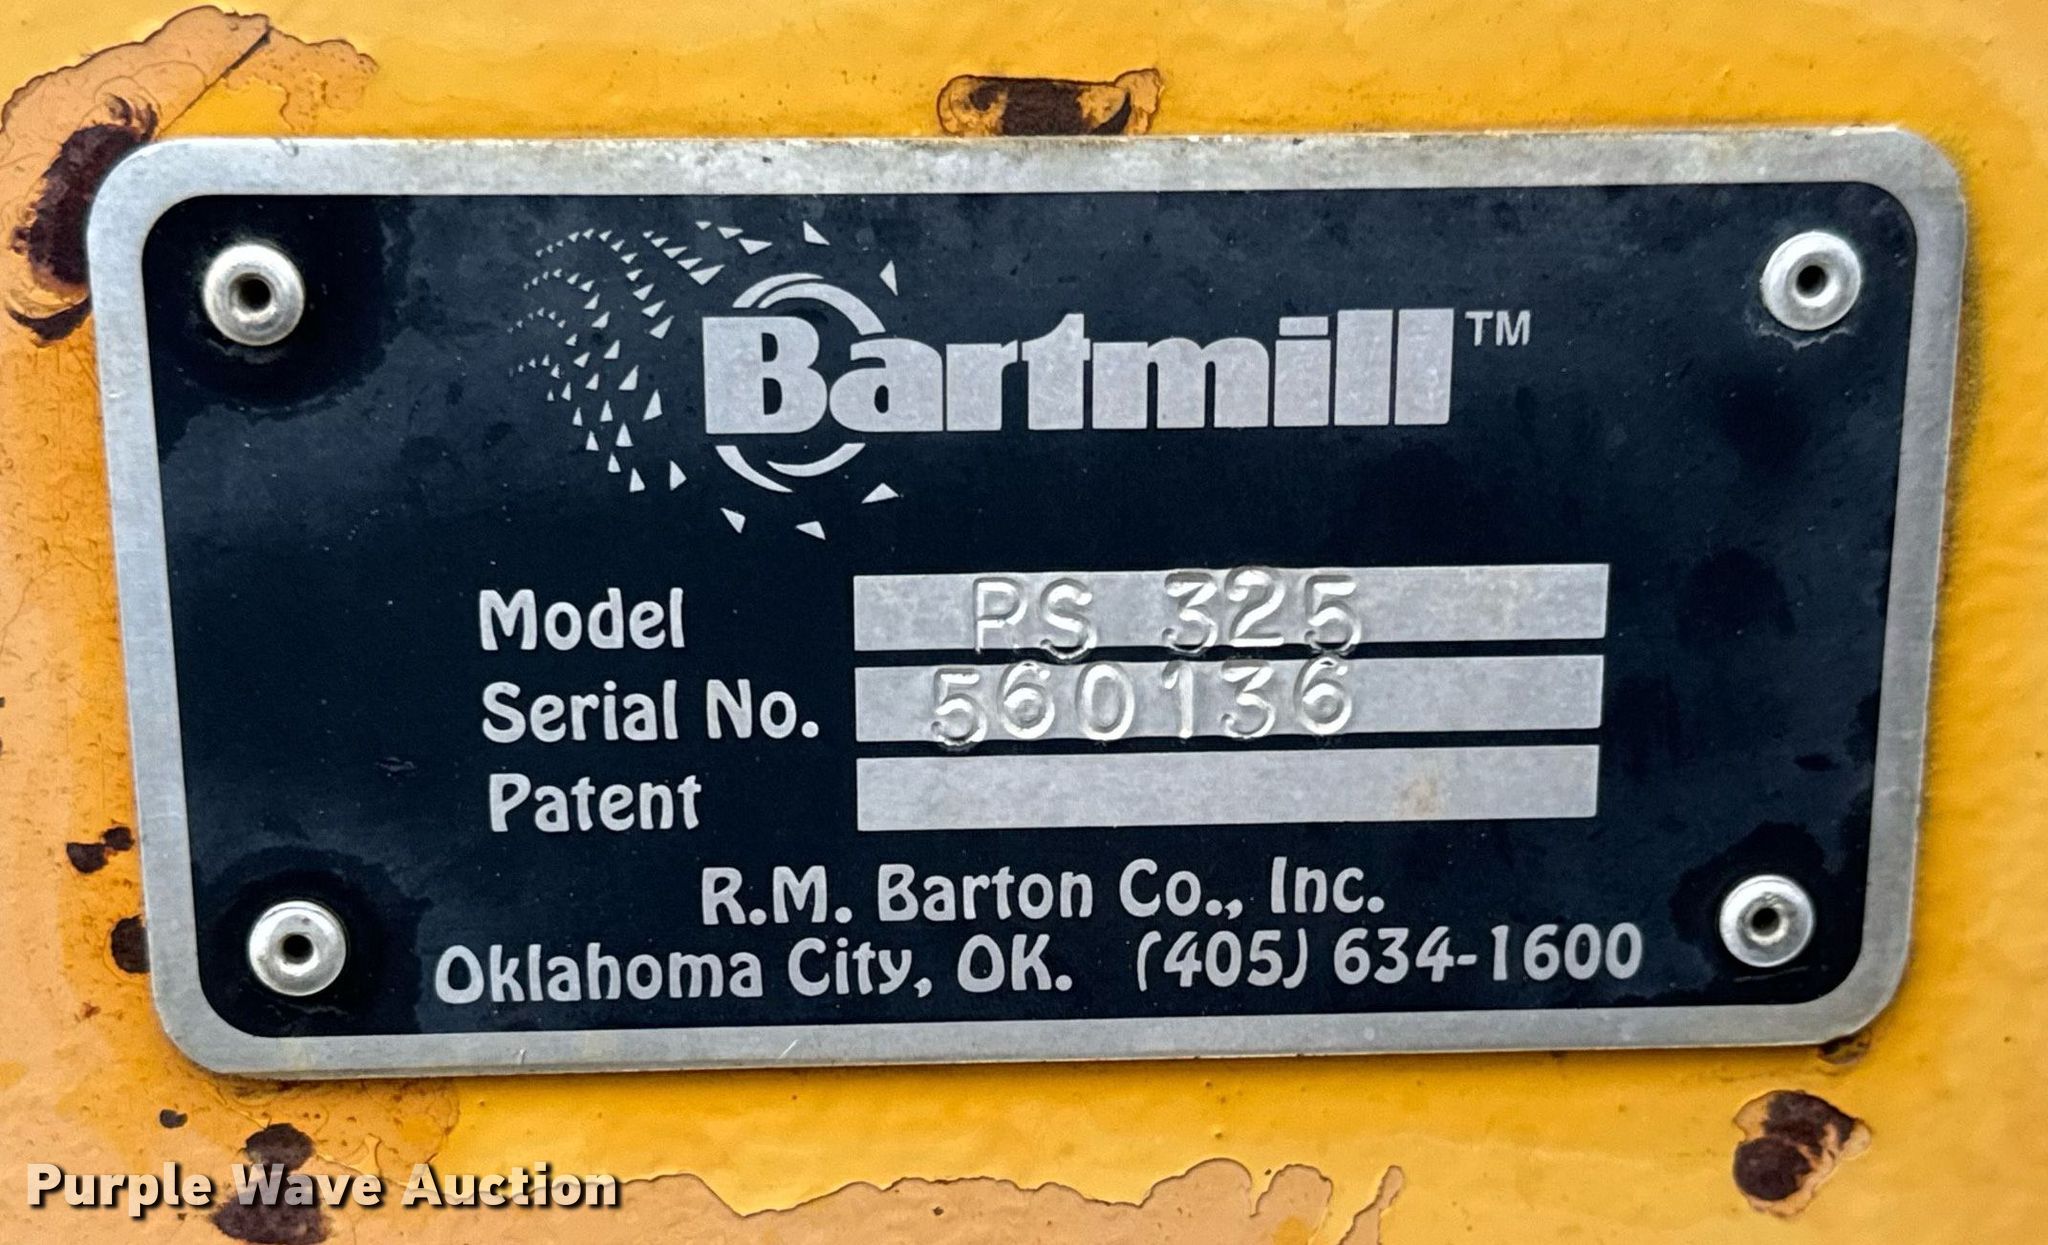 Bartmill™
Model PS 325
Serial No. 560136
Patent
R.M. Barton Co., Inc.
Oklahoma City, OK. (405) 634-1600
Purple Wave Auction